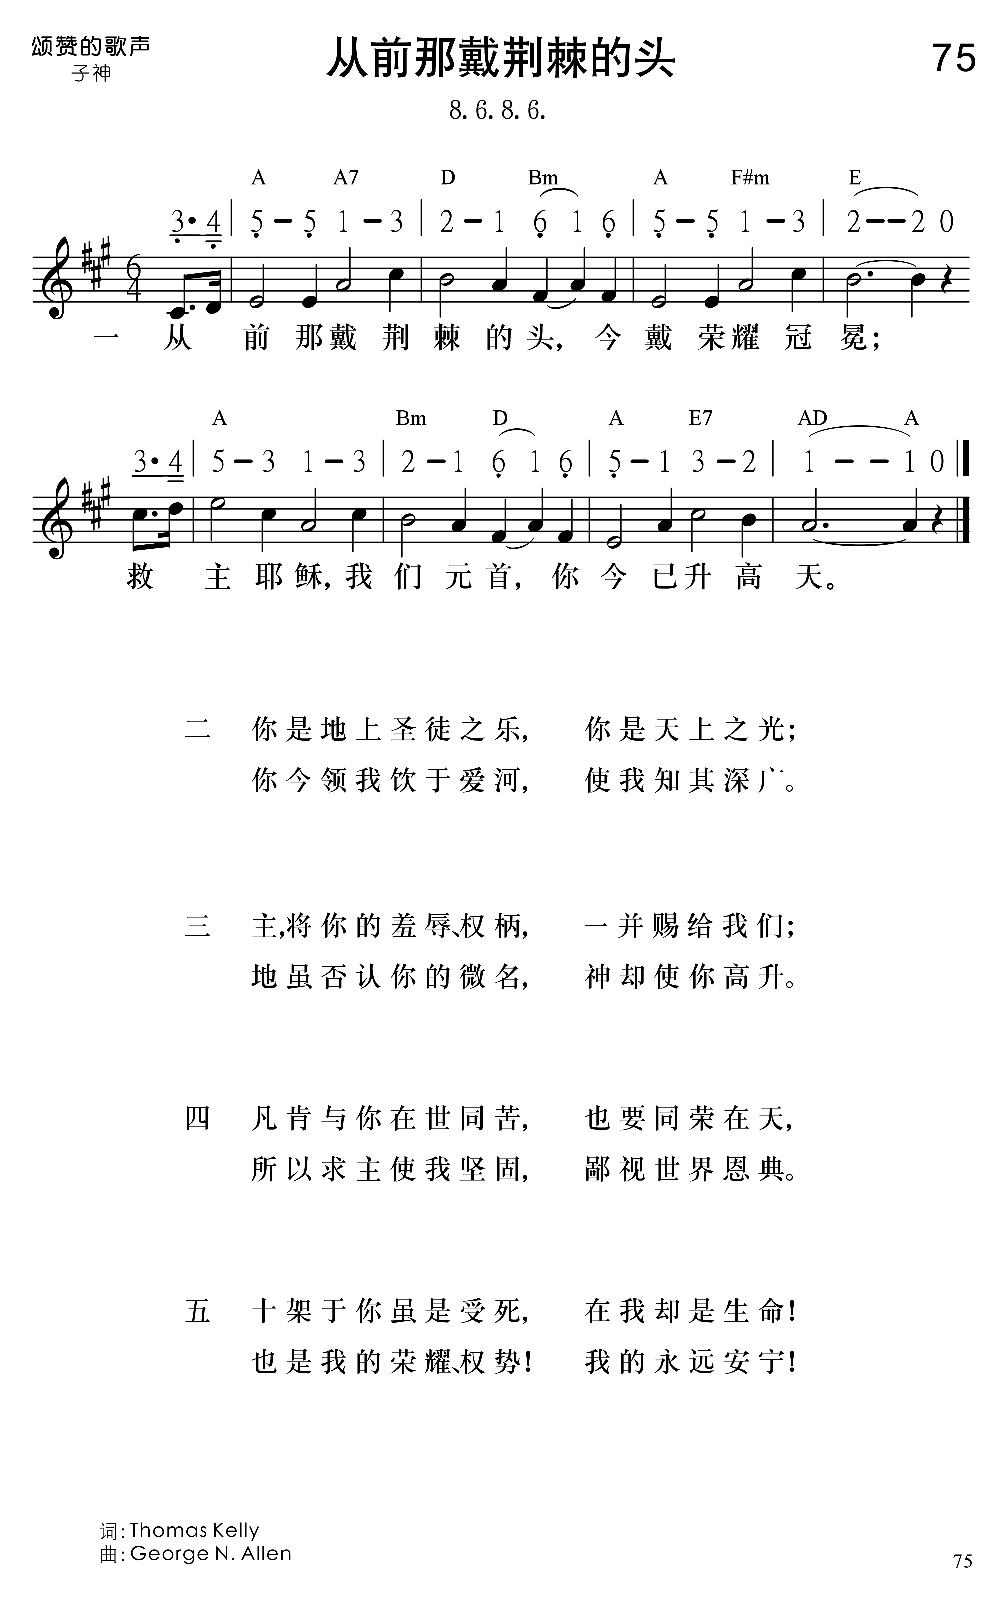 颂赞的歌声 从前那戴荆棘的头 75
子神
8. 6. 8. 6.
A A7 D Bm A F#m E
3·4 | 5 – 5 1 – 3 | 2 – 1 6 1 6 | 5 – 5 1 – 3 | 2 – – 2 0
6
4
一 从 前 那 戴 荆 棘 的 头, 今 戴 荣 耀 冠 冕;
A Bm D A E7 AD A
3·4 | 5 – 3 1 – 3 | 2 – 1 6 1 6 | 5 – 1 3 – 2 | 1 – – 1 0
救 主 耶 稣, 我 们 元 首, 你 今 已 升 高 天。
二 你是地上圣徒之乐, 你是天上之光;
你今领我饮于爱河, 使我知其深广。
三 主,将你的羞辱、权柄, 一并赐给我们;
地虽否认你的微名, 神却使你高升。
四 凡肯与你在世同苦, 也要同荣在天,
所以求主使我坚固, 鄙视世界恩典。
五 十架于你虽是受死, 在我却是生命!
也是我的荣耀、权势! 我的永远安宁!
词: Thomas Kelly
曲: George N. Allen
75